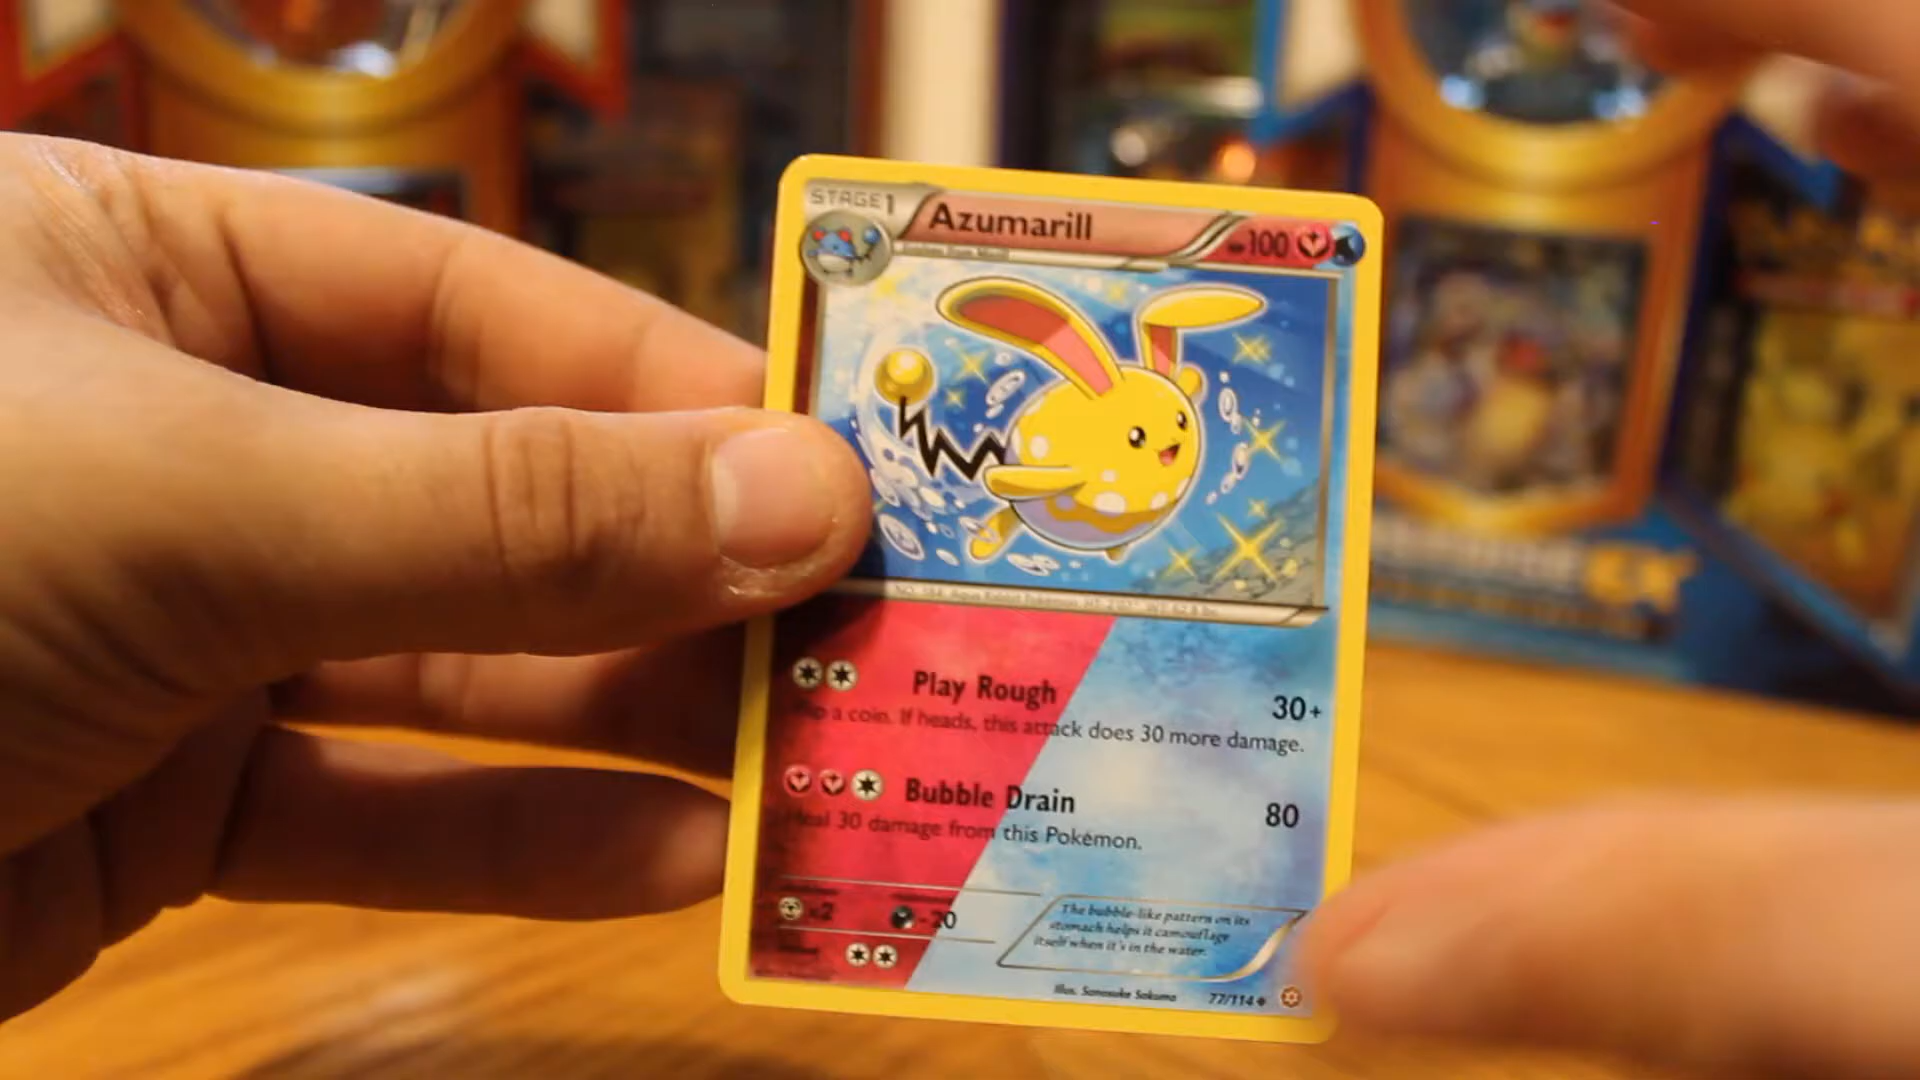 STAGE 1
Azumarill
100
Play Rough
30+
a coin. If heads, this attack does 30 more damage.
Bubble Drain
80
Heal 30 damage from this Pokémon.
x2
-20
The bubble-like pattern on its
stomach helps it camouflage
itself when it's in the water.
Illus. Sanosuke Sakuma
77/114